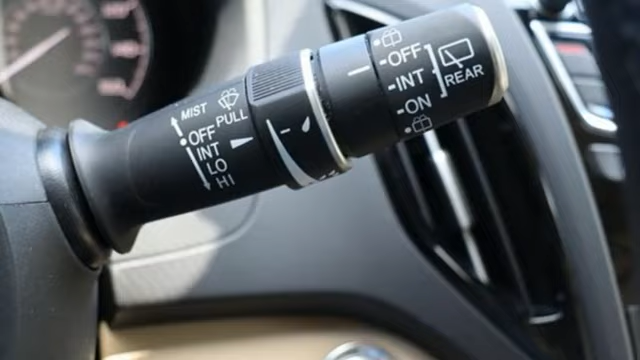 MIST
PULL
OFF
INT
LO
HI
OFF
INT
ON
REAR